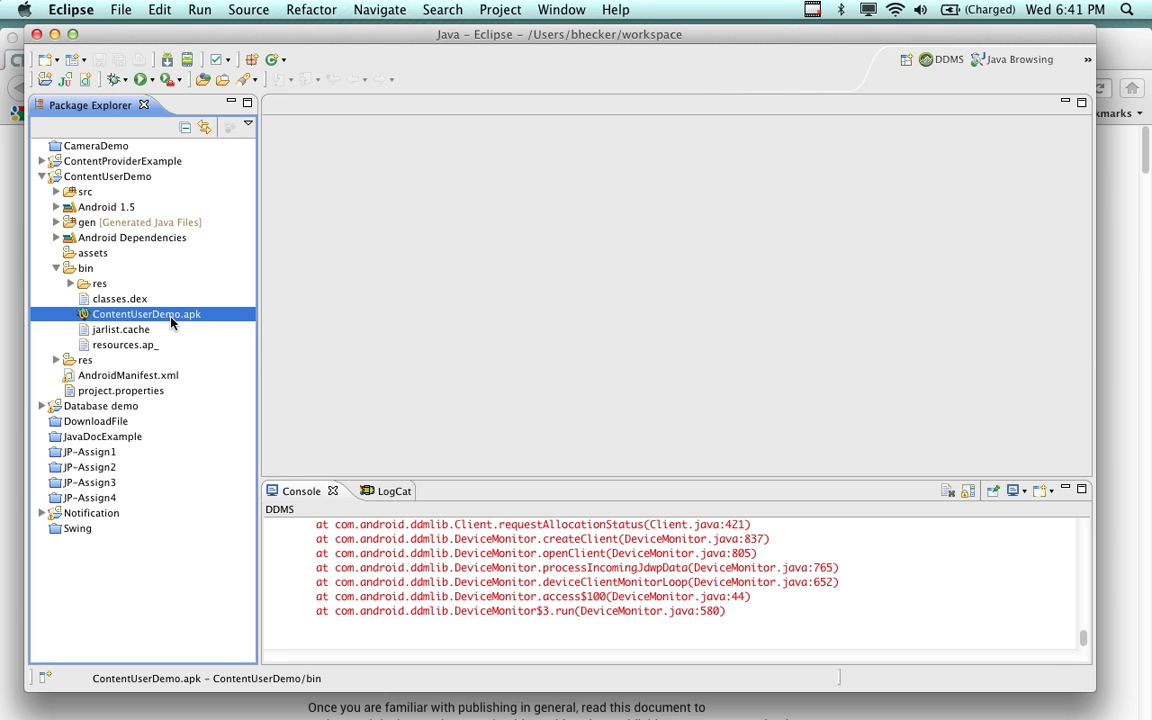 Eclipse File Edit Run Source Refactor Navigate Search Project Window Help (Charged) Wed 6:41 PM
Java – Eclipse – /Users/bhecker/workspace
DDMS Java Browsing »
Package Explorer
kmarks
CameraDemo
ContentProviderExample
ContentUserDemo
src
Android 1.5
gen [Generated Java Files]
Android Dependencies
assets
bin
res
classes.dex
ContentUserDemo.apk
jarlist.cache
resources.ap_
res
AndroidManifest.xml
project.properties
Database demo
DownloadFile
JavaDocExample
JP-Assign1
JP-Assign2
JP-Assign3
JP-Assign4
Notification
Swing
Console LogCat
DDMS
at com.android.ddmlib.Client.requestAllocationStatus(Client.java:421)
at com.android.ddmlib.DeviceMonitor.createClient(DeviceMonitor.java:837)
at com.android.ddmlib.DeviceMonitor.openClient(DeviceMonitor.java:805)
at com.android.ddmlib.DeviceMonitor.processIncomingJdwpData(DeviceMonitor.java:765)
at com.android.ddmlib.DeviceMonitor.deviceClientMonitorLoop(DeviceMonitor.java:652)
at com.android.ddmlib.DeviceMonitor.access$100(DeviceMonitor.java:44)
at com.android.ddmlib.DeviceMonitor$3.run(DeviceMonitor.java:580)
ContentUserDemo.apk – ContentUserDemo/bin
Once you are familiar with publishing in general, read this document to